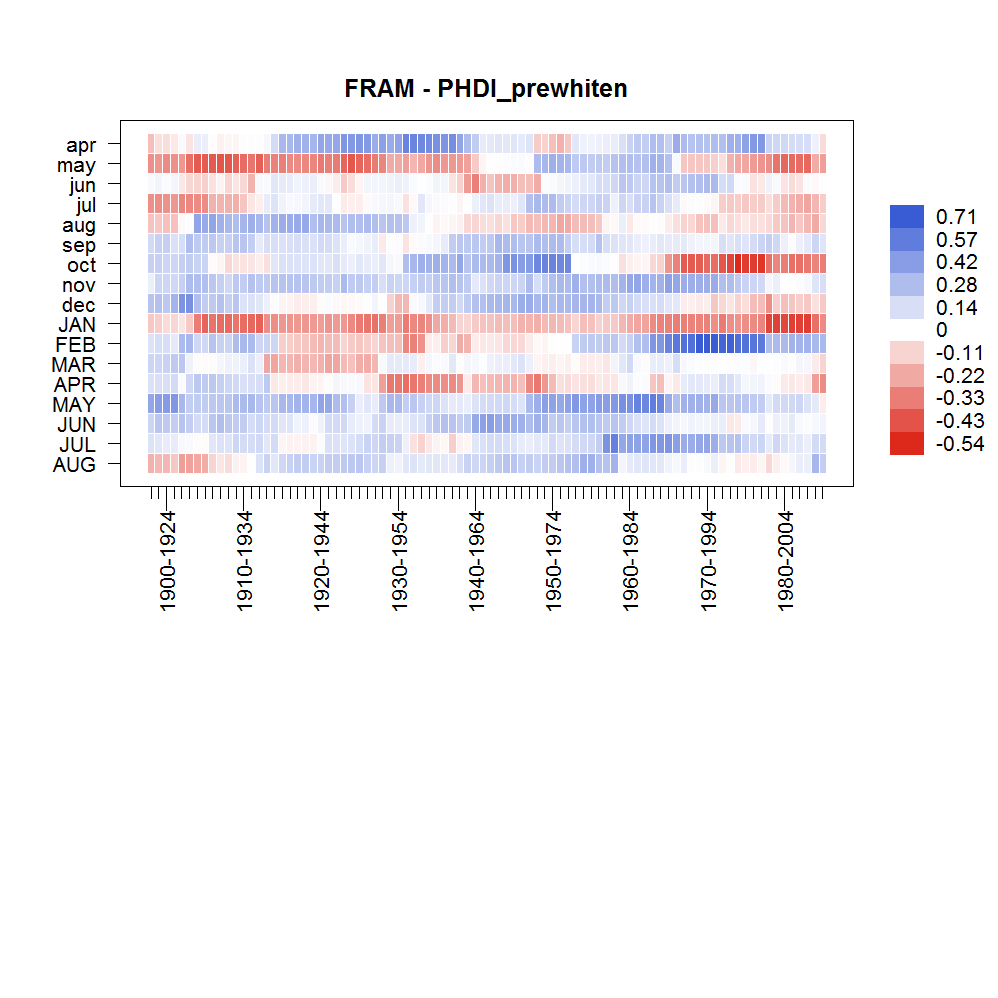 FRAM - PHDI_prewhiten
apr
may
jun
jul
aug
sep
oct
nov
dec
JAN
FEB
MAR
APR
MAY
JUN
JUL
AUG
0.71
0.57
0.42
0.28
0.14
0
-0.11
-0.22
-0.33
-0.43
-0.54
1900-1924
1910-1934
1920-1944
1930-1954
1940-1964
1950-1974
1960-1984
1970-1994
1980-2004